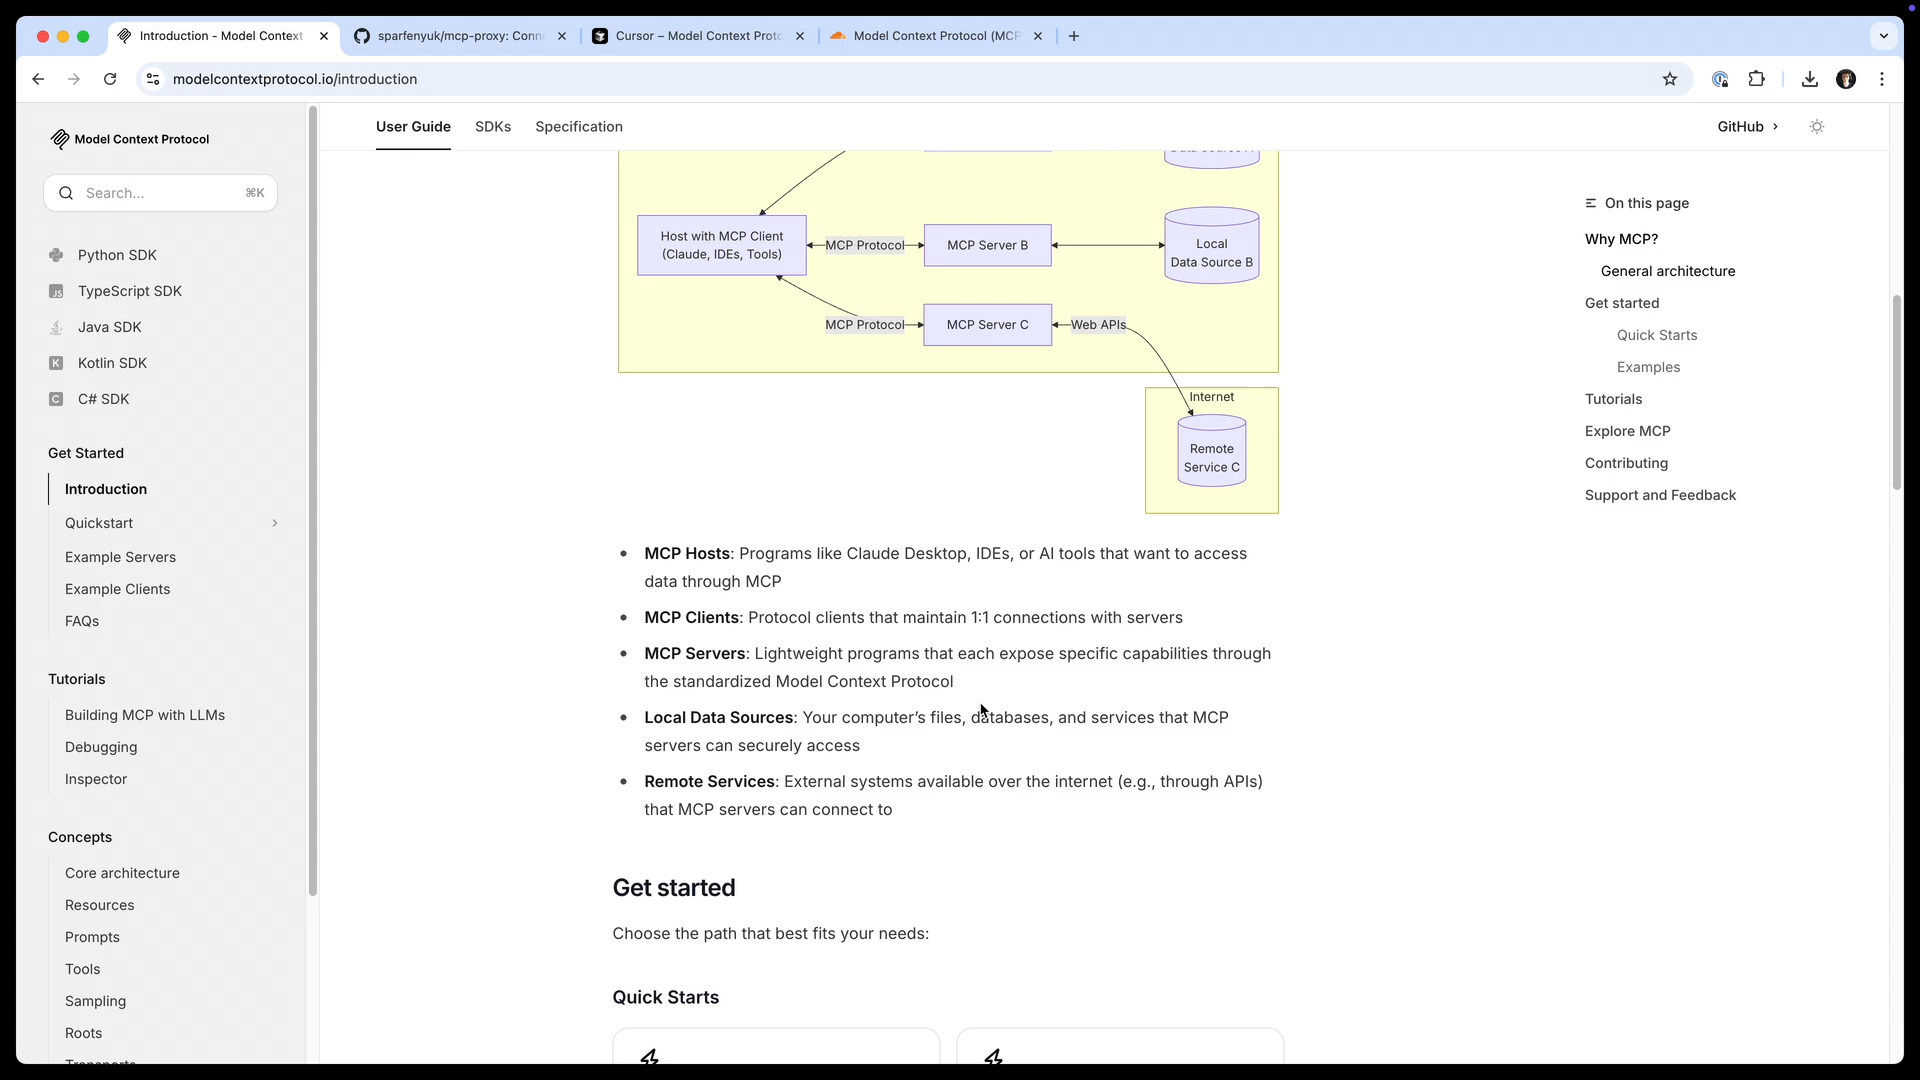 Introduction - Model Context
sparfenyuk/mcp-proxy: Conn
Cursor – Model Context Proto
Model Context Protocol (MCP
modelcontextprotocol.io/introduction
Model Context Protocol
Search...
⌘K
Python SDK
TypeScript SDK
Java SDK
Kotlin SDK
C# SDK
Get Started
Introduction
Quickstart
Example Servers
Example Clients
FAQs
Tutorials
Building MCP with LLMs
Debugging
Inspector
Concepts
Core architecture
Resources
Prompts
Tools
Sampling
Roots
User Guide
SDKs
Specification
GitHub
Host with MCP Client
(Claude, IDEs, Tools)
MCP Protocol
MCP Server B
Local
Data Source B
MCP Protocol
MCP Server C
Web APIs
Internet
Remote
Service C
MCP Hosts: Programs like Claude Desktop, IDEs, or AI tools that want to access
data through MCP
MCP Clients: Protocol clients that maintain 1:1 connections with servers
MCP Servers: Lightweight programs that each expose specific capabilities through
the standardized Model Context Protocol
Local Data Sources: Your computer's files, databases, and services that MCP
servers can securely access
Remote Services: External systems available over the internet (e.g., through APIs)
that MCP servers can connect to
Get started
Choose the path that best fits your needs:
Quick Starts
On this page
Why MCP?
General architecture
Get started
Quick Starts
Examples
Tutorials
Explore MCP
Contributing
Support and Feedback